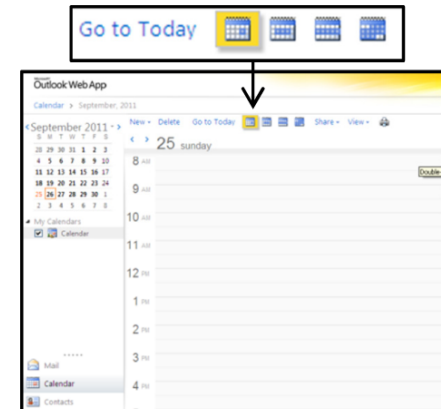 Go to Today
Microsoft
Outlook Web App
Calendar > September, 2011
September 2011
S M T W T F S
28 29 30 31 1 2 3
4 5 6 7 8 9 10
11 12 13 14 15 16 17
18 19 20 21 22 23 24
25 26 27 28 29 30 1
2 3 4 5 6 7 8
My Calendars
Calendar
Mail
Calendar
Contacts
New Delete Go to Today Share View
25 sunday
8 AM
9 AM
10 AM
11 AM
12 PM
1 PM
2 PM
3 PM
4 PM
Double